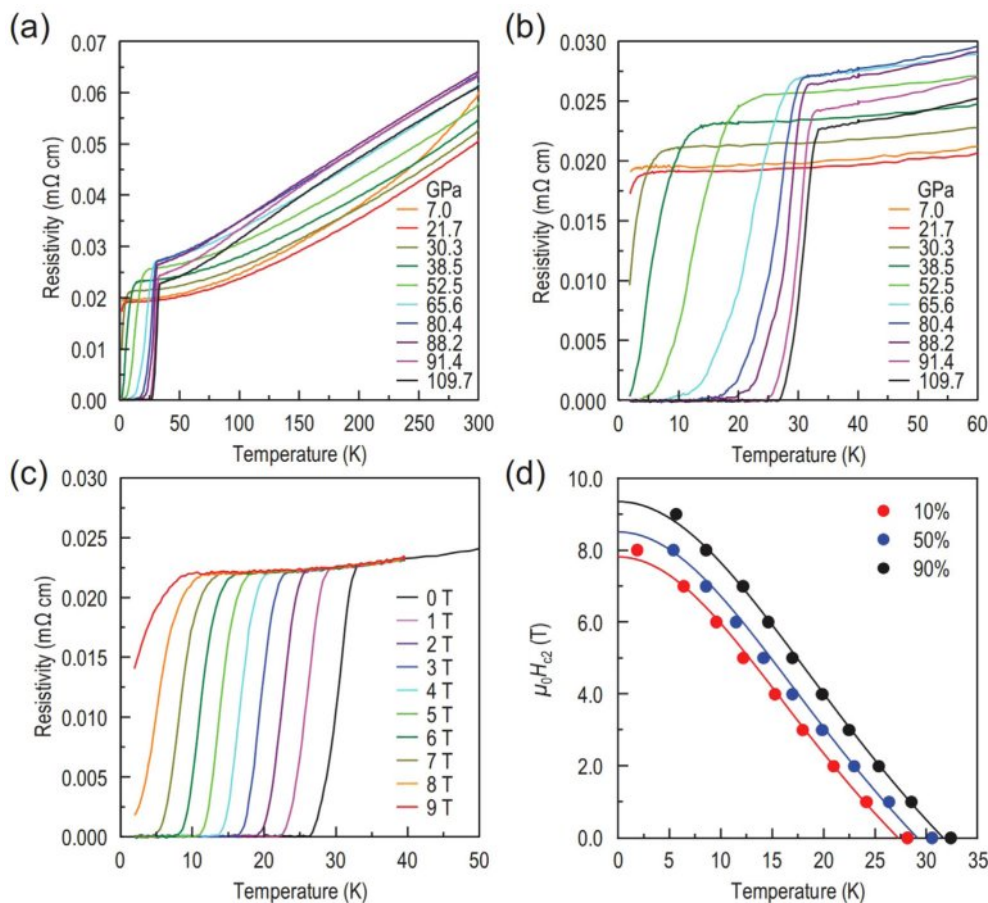 (a)
0.07
0.06
0.05
0.04
0.03
0.02
0.01
0.00
Resistivity (mΩ cm)
GPa
7.0
21.7
30.3
38.5
52.5
65.6
80.4
88.2
91.4
109.7
0 50 100 150 200 250 300
Temperature (K)
(b)
0.030
0.025
0.020
0.015
0.010
0.005
0.000
Resistivity (mΩ cm)
GPa
7.0
21.7
30.3
38.5
52.5
65.6
80.4
88.2
91.4
109.7
0 10 20 30 40 50 60
Temperature (K)
(c)
0.030
0.025
0.020
0.015
0.010
0.005
0.000
Resistivity (mΩ cm)
0 T
1 T
2 T
3 T
4 T
5 T
6 T
7 T
8 T
9 T
0 10 20 30 40 50
Temperature (K)
(d)
10.0
8.0
6.0
4.0
2.0
0.0
μ₀Hc2 (T)
10%
50%
90%
0 5 10 15 20 25 30 35
Temperature (K)